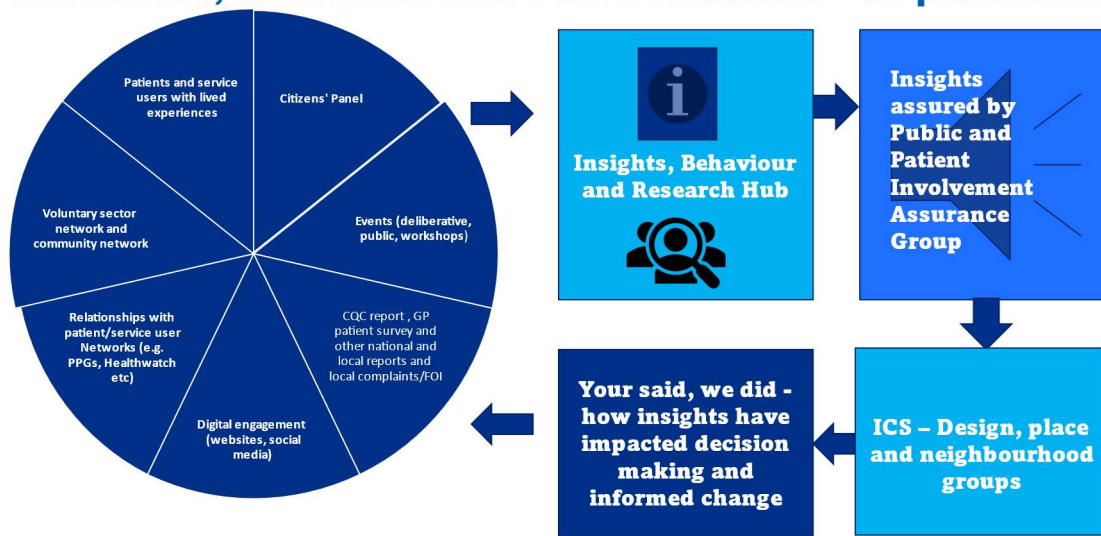 Patients and service
users with lived
experiences
Citizens' Panel
Voluntary sector
network and
community network
Events (deliberative,
public, workshops)
Relationships with
patient/service user
Networks (e.g.
PPGs, Healthwatch
etc)
CQC report , GP
patient survey and
other national and
local reports and
local complaints/FOI
Digital engagement
(websites, social
media)
Insights, Behaviour
and Research Hub
Insights
assured by
Public and
Patient
Involvement
Assurance
Group
Your said, we did -
how insights have
impacted decision
making and
informed change
ICS – Design, place
and neighbourhood
groups